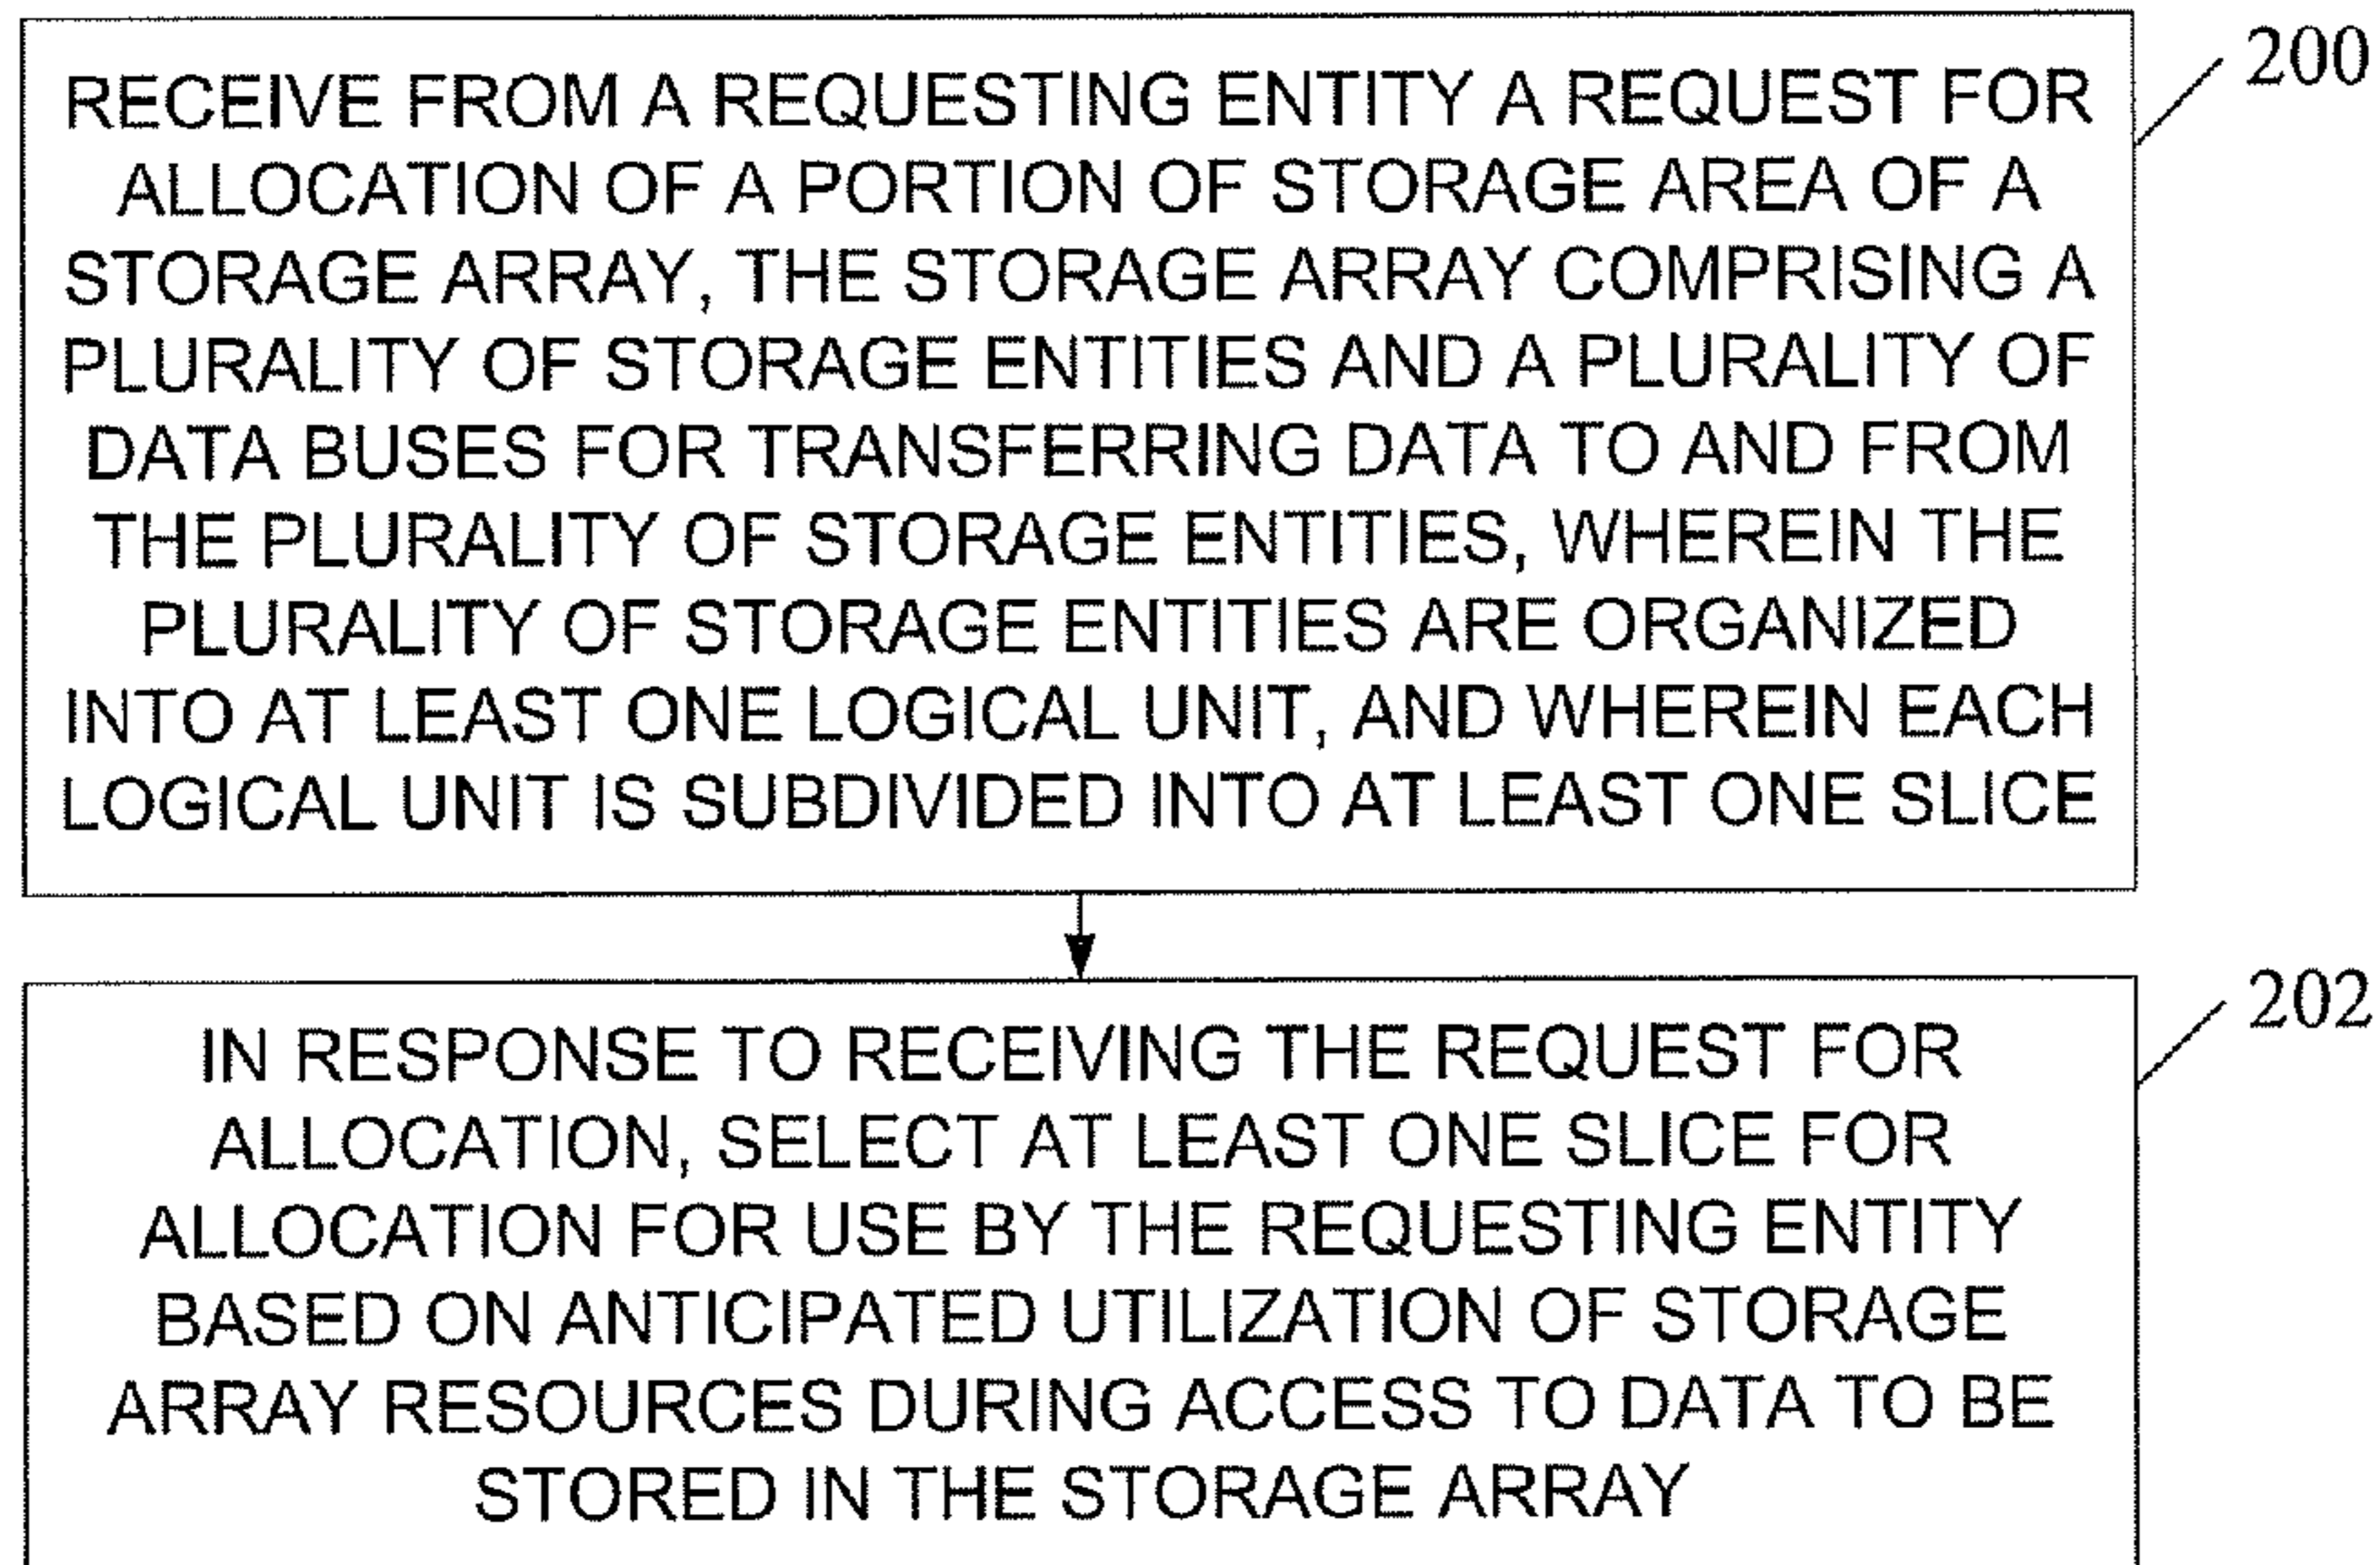 RECEIVE FROM A REQUESTING ENTITY A REQUEST FOR
ALLOCATION OF A PORTION OF STORAGE AREA OF A
STORAGE ARRAY, THE STORAGE ARRAY COMPRISING A
PLURALITY OF STORAGE ENTITIES AND A PLURALITY OF
DATA BUSES FOR TRANSFERRING DATA TO AND FROM
THE PLURALITY OF STORAGE ENTITIES, WHEREIN THE
PLURALITY OF STORAGE ENTITIES ARE ORGANIZED
INTO AT LEAST ONE LOGICAL UNIT, AND WHEREIN EACH
LOGICAL UNIT IS SUBDIVIDED INTO AT LEAST ONE SLICE
200
IN RESPONSE TO RECEIVING THE REQUEST FOR
ALLOCATION, SELECT AT LEAST ONE SLICE FOR
ALLOCATION FOR USE BY THE REQUESTING ENTITY
BASED ON ANTICIPATED UTILIZATION OF STORAGE
ARRAY RESOURCES DURING ACCESS TO DATA TO BE
STORED IN THE STORAGE ARRAY
202